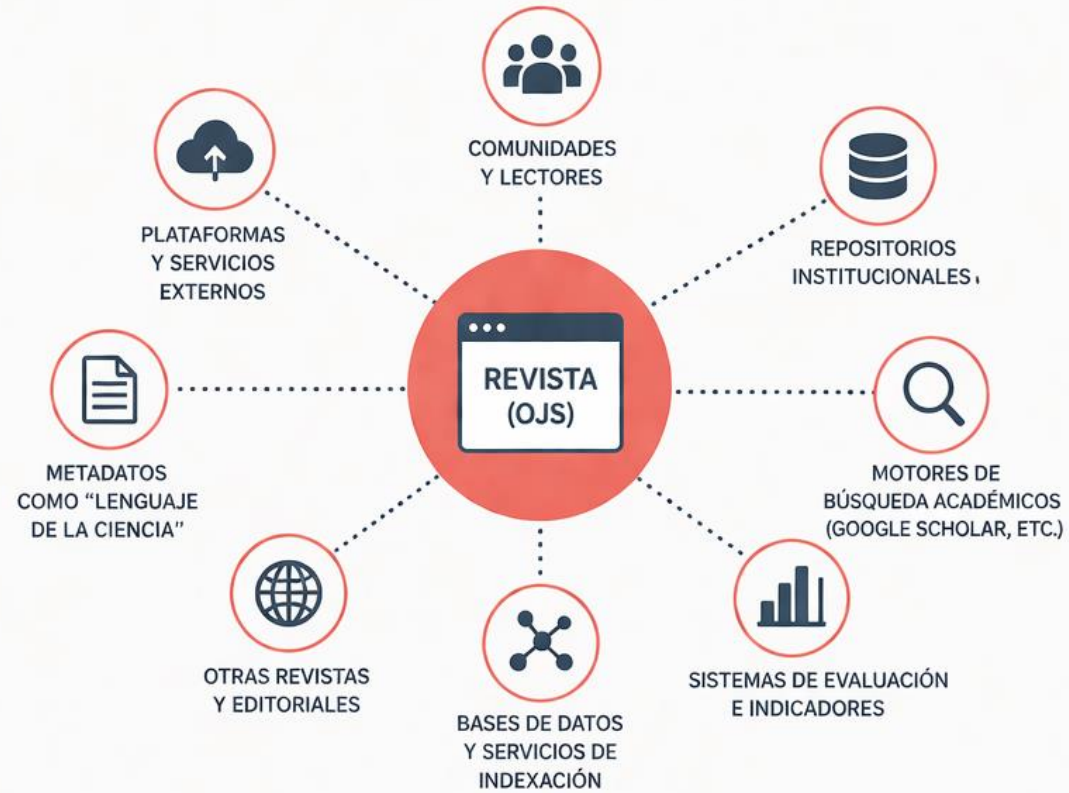 COMUNIDADES
Y LECTORES
PLATAFORMAS
Y SERVICIOS
EXTERNOS
REPOSITORIOS
INSTITUCIONALES
REVISTA
(OJS)
METADATOS
COMO “LENGUAJE
DE LA CIENCIA”
MOTORES DE
BÚSQUEDA ACADÉMICOS
(GOOGLE SCHOLAR, ETC.)
OTRAS REVISTAS
Y EDITORIALES
BASES DE DATOS
Y SERVICIOS DE
INDEXACIÓN
SISTEMAS DE EVALUACIÓN
E INDICADORES